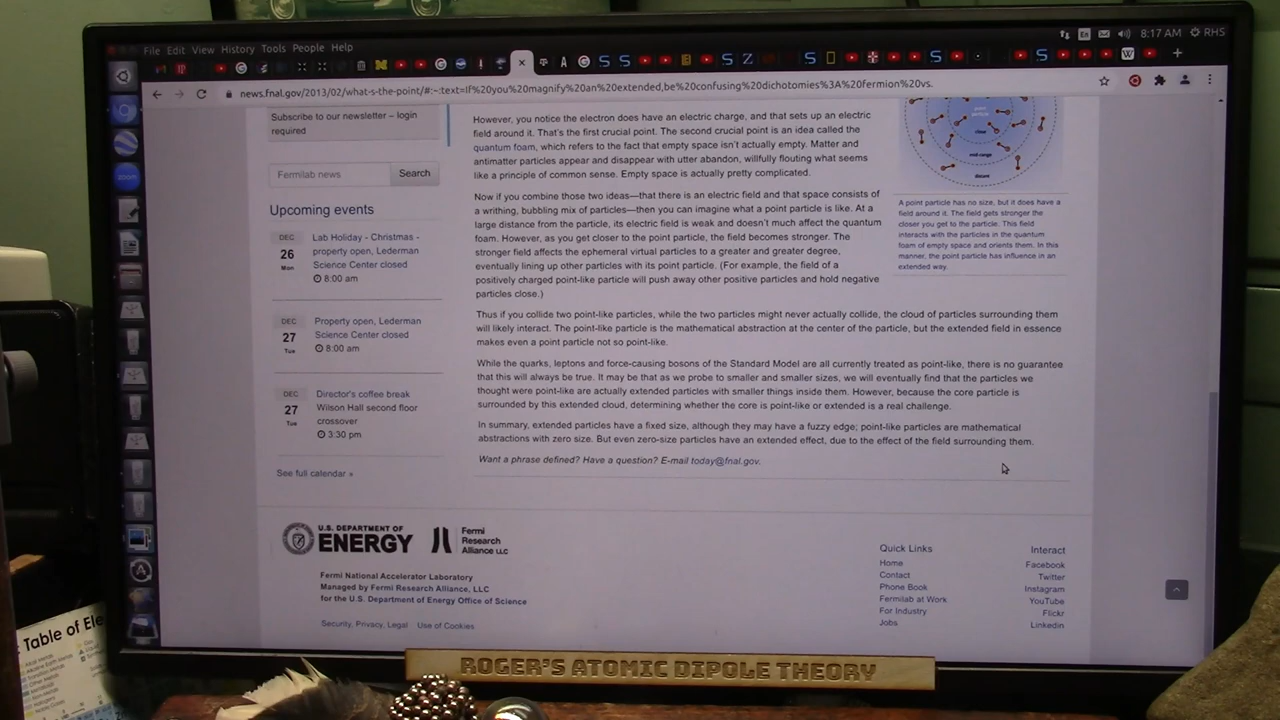 File Edit View History Tools People Help
En
8:17 AM
RHS
news.fnal.gov/2013/02/what-s-the-point/#:~:text=If%20you%20magnify%20an%20extended,be%20confusing%20dichotomies%3A%20fermion%20vs.
Subscribe to our newsletter – login
required
Fermilab news
Search
Upcoming events
DEC
26
Mon
Lab Holiday - Christmas -
property open, Lederman
Science Center closed
8:00 am
DEC
27
Tue
Property open, Lederman
Science Center closed
8:00 am
DEC
27
Tue
Director's coffee break
Wilson Hall second floor
crossover
3:30 pm
See full calendar »
However, you notice the electron does have an electric charge, and that sets up an electric
field around it. That's the first crucial point. The second crucial point is an idea called the
quantum foam, which refers to the fact that empty space isn't actually empty. Matter and
antimatter particles appear and disappear with utter abandon, willfully flouting what seems
like a principle of common sense. Empty space is actually pretty complicated.
Now if you combine those two ideas—that there is an electric field and that space consists of
a writhing, bubbling mix of particles—then you can imagine what a point particle is like. At a
large distance from the particle, its electric field is weak and doesn't much affect the quantum
foam. However, as you get closer to the point particle, the field becomes stronger. The
stronger field affects the ephemeral virtual particles to a greater and greater degree,
eventually lining up other particles with its point particle. (For example, the field of a
positively charged point-like particle will push away other positive particles and hold negative
particles close.)
Thus if you collide two point-like particles, while the two particles might never actually collide, the cloud of particles surrounding them
will likely interact. The point-like particle is the mathematical abstraction at the center of the particle, but the extended field in essence
makes even a point particle not so point-like.
While the quarks, leptons and force-causing bosons of the Standard Model are all currently treated as point-like, there is no guarantee
that this will always be true. It may be that as we probe to smaller and smaller sizes, we will eventually find that the particles we
thought were point-like are actually extended particles with smaller things inside them. However, because the core particle is
surrounded by this extended cloud, determining whether the core is point-like or extended is a real challenge.
In summary, extended particles have a fixed size, although they may have a fuzzy edge; point-like particles are mathematical
abstractions with zero size. But even zero-size particles have an extended effect, due to the effect of the field surrounding them.
Want a phrase defined? Have a question? E-mail today@fnal.gov.
point
particle
close
mid-range
distant
A point particle has no size, but it does have a
field around it. The field gets stronger the
closer you get to the particle. This field
interacts with the particles in the quantum
foam of empty space and orients them. In this
manner, the point particle has influence in an
extended way.
U.S. DEPARTMENT OF
ENERGY
Fermi
Research
Alliance LLC
Fermi National Accelerator Laboratory
Managed by Fermi Research Alliance, LLC
for the U.S. Department of Energy Office of Science
Security, Privacy, Legal Use of Cookies
Quick Links
Home
Contact
Phone Book
Fermilab at Work
For Industry
Jobs
Interact
Facebook
Twitter
Instagram
YouTube
Flickr
Linkedin
zoom
Table of Ele
ROGER'S ATOMIC DIPOLE THEORY